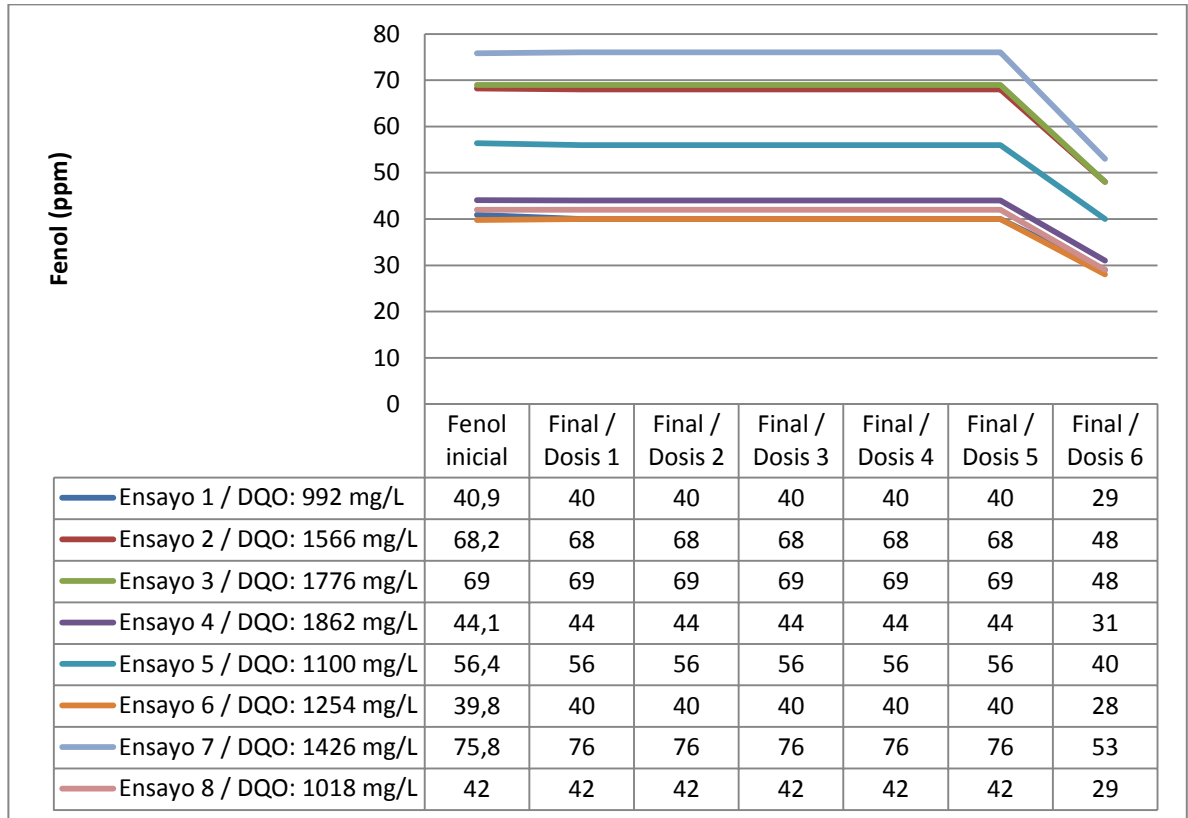 80
70
60
50
40
30
20
10
0
Fenol (ppm)
Fenol inicial Final / Dosis 1 Final / Dosis 2 Final / Dosis 3 Final / Dosis 4 Final / Dosis 5 Final / Dosis 6
Ensayo 1 / DQO: 992 mg/L 40,9 40 40 40 40 40 29
Ensayo 2 / DQO: 1566 mg/L 68,2 68 68 68 68 68 48
Ensayo 3 / DQO: 1776 mg/L 69 69 69 69 69 69 48
Ensayo 4 / DQO: 1862 mg/L 44,1 44 44 44 44 44 31
Ensayo 5 / DQO: 1100 mg/L 56,4 56 56 56 56 56 40
Ensayo 6 / DQO: 1254 mg/L 39,8 40 40 40 40 40 28
Ensayo 7 / DQO: 1426 mg/L 75,8 76 76 76 76 76 53
Ensayo 8 / DQO: 1018 mg/L 42 42 42 42 42 42 29